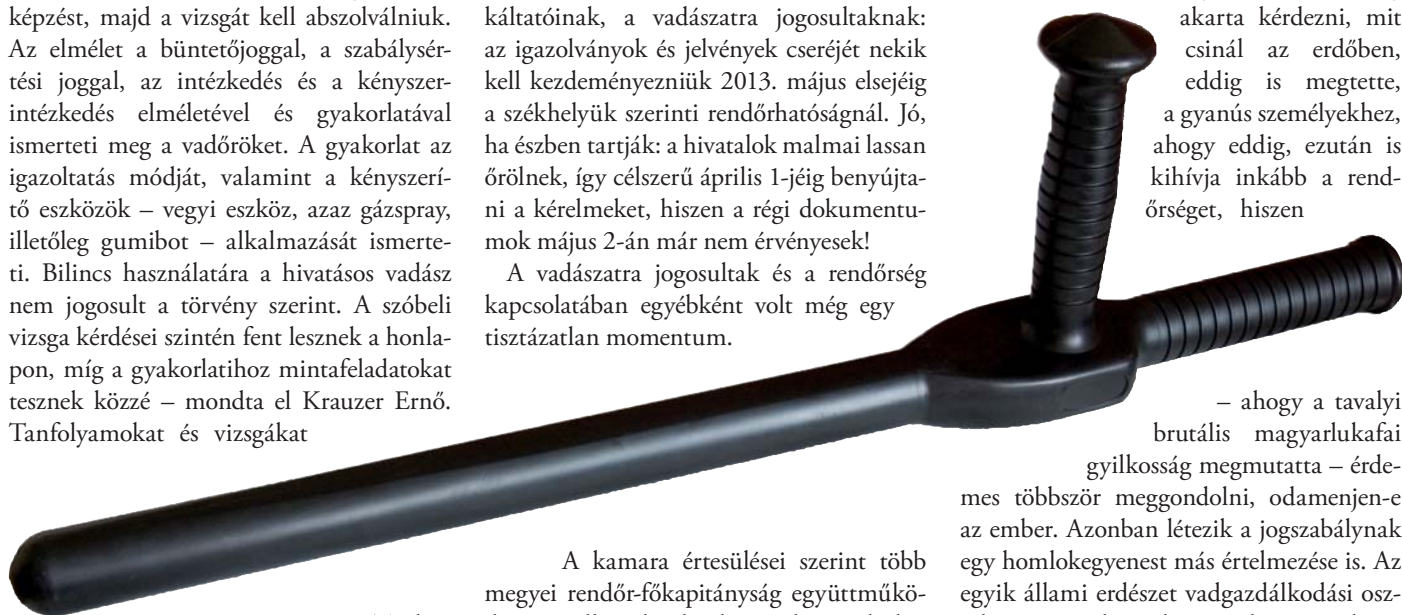 képzést, majd a vizsgát kell abszolválniuk.
Az elmélet a büntetőjoggal, a szabálysér-
tési joggal, az intézkedés és a kényszer-
intézkedés elméletével és gyakorlatával
ismerteti meg a vadőröket. A gyakorlat az
igazoltatás módját, valamint a kényszerí-
tő eszközök – vegyi eszköz, azaz gázspray,
illetőleg gumibot – alkalmazását ismerte-
ti. Bilincs használatára a hivatásos vadász
nem jogosult a törvény szerint. A szóbeli
vizsga kérdései szintén fent lesznek a honla-
pon, míg a gyakorlatihoz mintafeladatokat
tesznek közzé – mondta el Krauzer Ernő.
Tanfolyamokat és vizsgákat
káltatóinak, a vadászatra jogosultaknak:
az igazolványok és jelvények cseréjét nekik
kell kezdeményezniük 2013. május elsejéig
a székhelyük szerinti rendőrhatóságnál. Jó,
ha észben tartják: a hivatalok malmai lassan
őrölnek, így célszerű április 1-jéig benyújta-
ni a kérelmeket, hiszen a régi dokumentu-
mok május 2-án már nem érvényesek!
A vadászatra jogosultak és a rendőrség
kapcsolatában egyébként volt még egy
tisztázatlan momentum.
A kamara értesülései szerint több
megyei rendőr-főkapitányság együttműkö-
akarta kérdezni, mit
csinál az erdőben,
eddig is megtette,
a gyanús személyekhez,
ahogy eddig, ezután is
kihívja inkább a rend-
őrséget, hiszen
– ahogy a tavalyi
brutális magyarlukafai
gyilkosság megmutatta – érde-
mes többször meggondolni, odamenjen-e
az ember. Azonban létezik a jogszabálynak
egy homlokegyenest más értelmezése is. Az
egyik állami erdészet vadgazdálkodási osz-